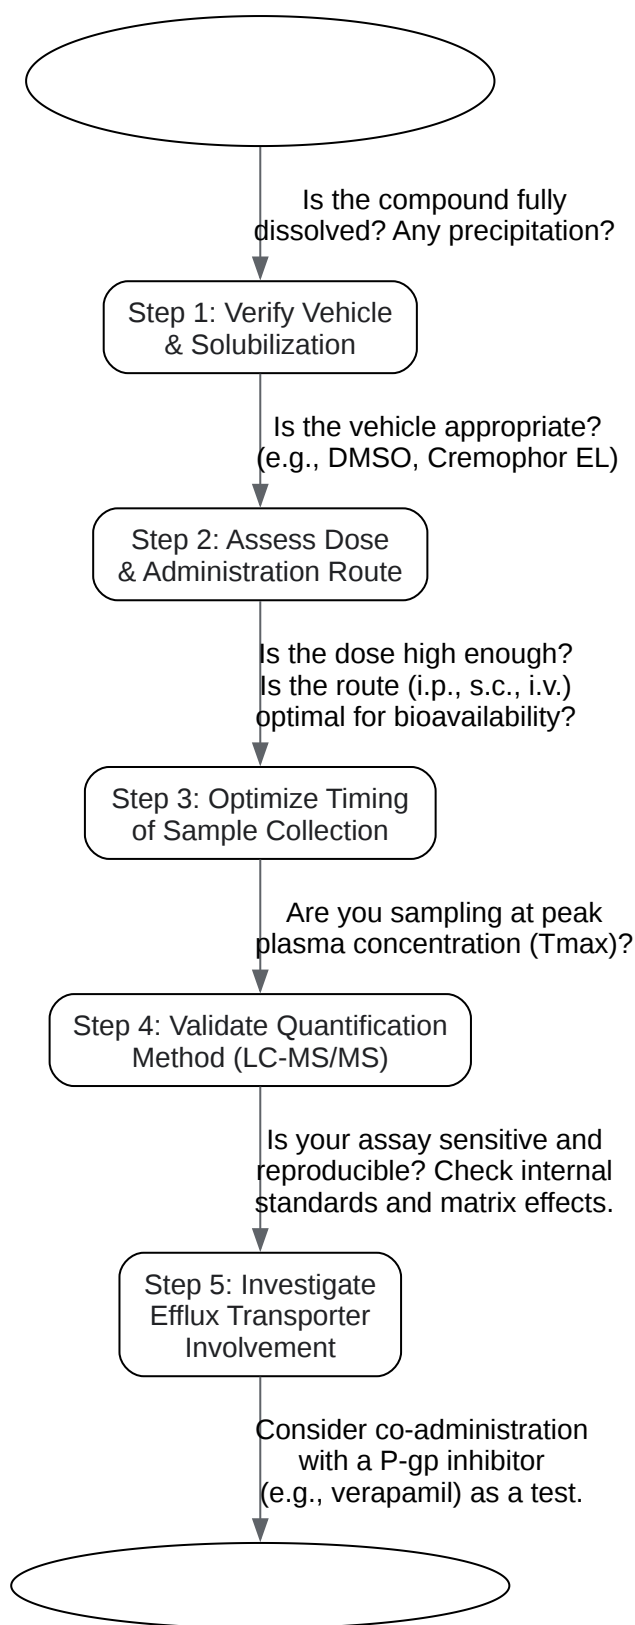 Is the compound fully
dissolved? Any precipitation?
Step 1: Verify Vehicle
& Solubilization
Is the vehicle appropriate?
(e.g., DMSO, Cremophor EL)
Step 2: Assess Dose
& Administration Route
Is the dose high enough?
Is the route (i.p., s.c., i.v.)
optimal for bioavailability?
Step 3: Optimize Timing
of Sample Collection
Are you sampling at peak
plasma concentration (Tmax)?
Step 4: Validate Quantification
Method (LC-MS/MS)
Is your assay sensitive and
reproducible? Check internal
standards and matrix effects.
Step 5: Investigate
Efflux Transporter
Involvement
Consider co-administration
with a P-gp inhibitor
(e.g., verapamil) as a test.